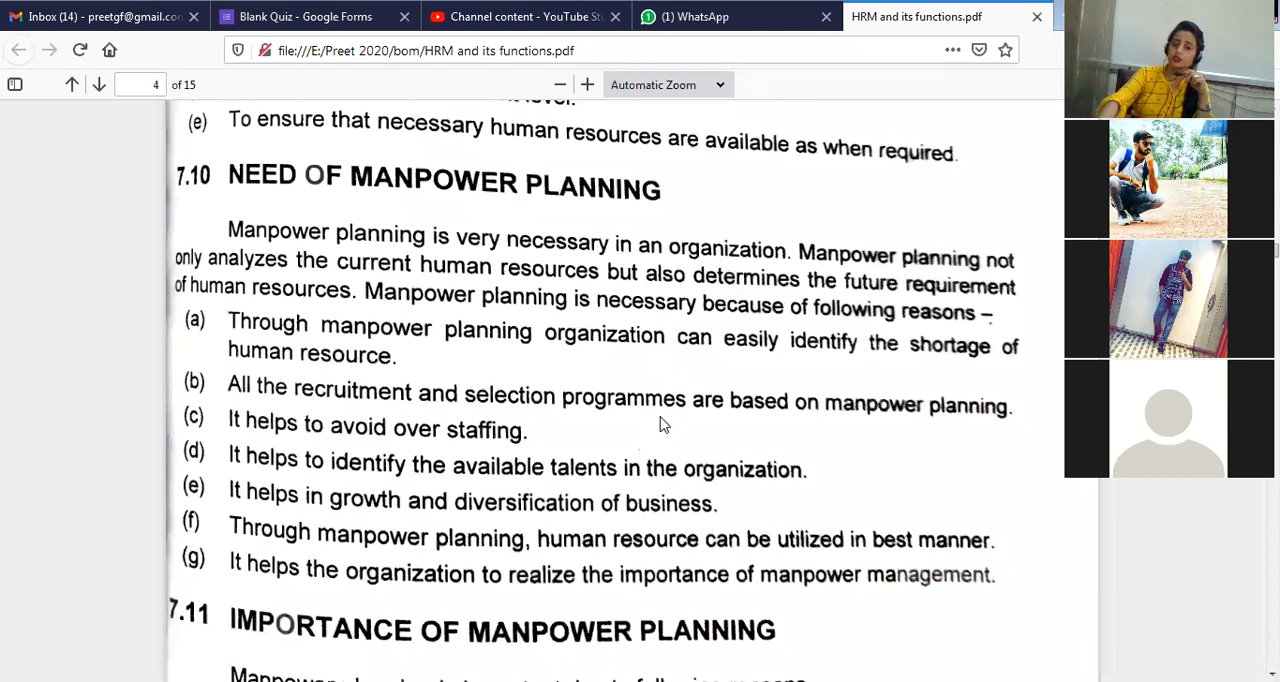 Inbox (14) - preetgf@gmail.co
Blank Quiz - Google Forms
Channel content - YouTube St
(1) WhatsApp
HRM and its functions.pdf
file:///E:/Preet 2020/bom/HRM and its functions.pdf
4 of 15
Automatic Zoom
(e) To ensure that necessary human resources are available as when required.
7.10 NEED OF MANPOWER PLANNING
Manpower planning is very necessary in an organization. Manpower planning not
only analyzes the current human resources but also determines the future requirement
of human resources. Manpower planning is necessary because of following reasons –
(a) Through manpower planning organization can easily identify the shortage of
human resource.
(b) All the recruitment and selection programmes are based on manpower planning.
(c) It helps to avoid over staffing.
(d) It helps to identify the available talents in the organization.
(e) It helps in growth and diversification of business.
(f) Through manpower planning, human resource can be utilized in best manner.
(g) It helps the organization to realize the importance of manpower management.
7.11 IMPORTANCE OF MANPOWER PLANNING